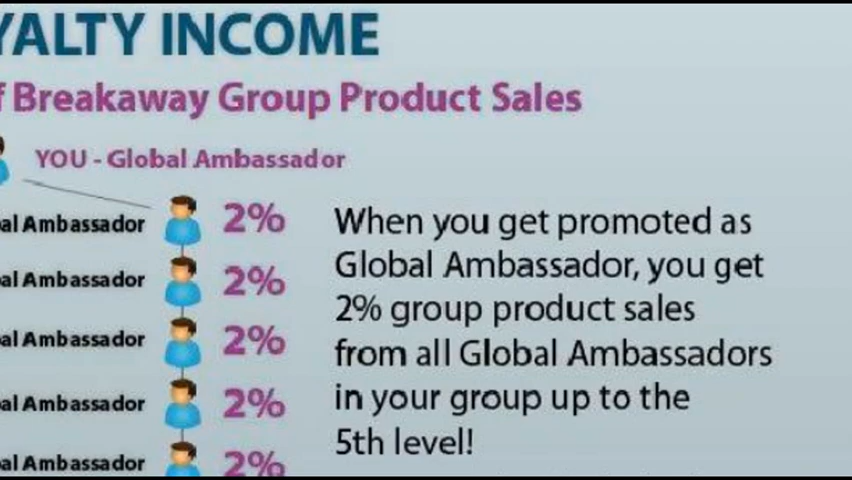 YALTY INCOME
f Breakaway Group Product Sales
YOU - Global Ambassador
al Ambassador 2%
al Ambassador 2%
al Ambassador 2%
al Ambassador 2%
al Ambassador 2%
When you get promoted as
Global Ambassador, you get
2% group product sales
from all Global Ambassadors
in your group up to the
5th level!